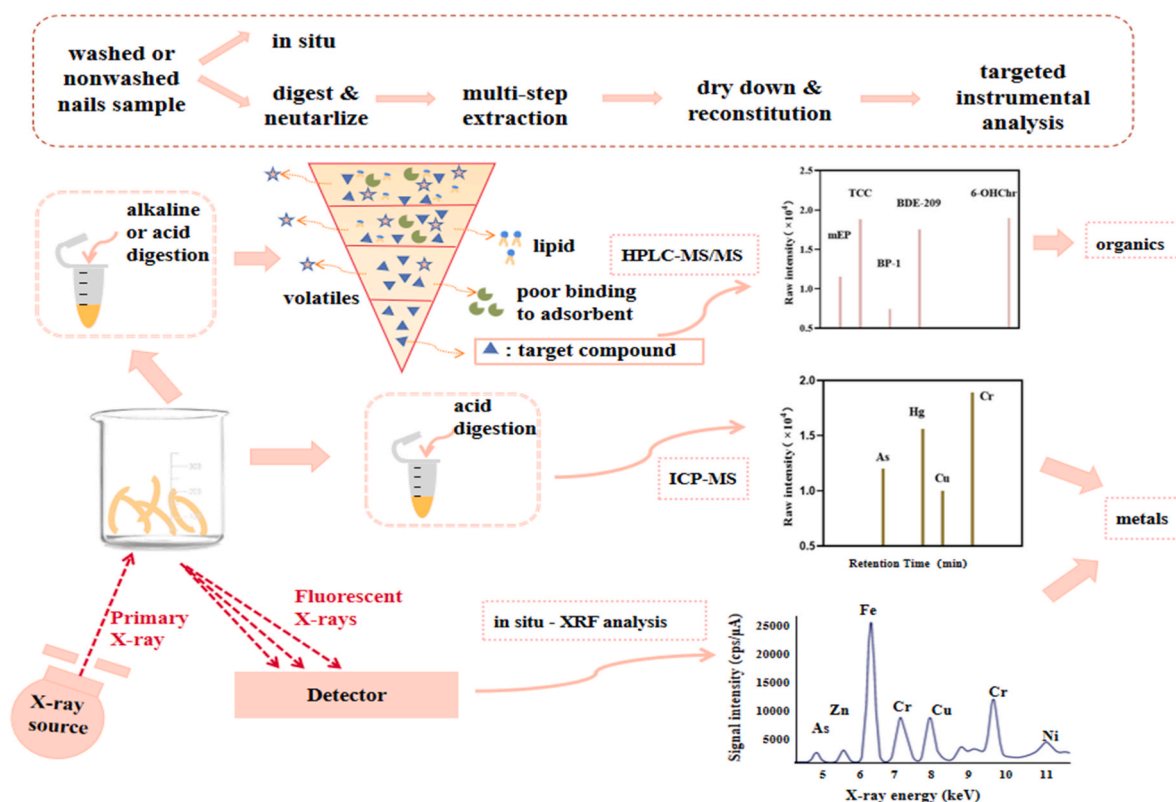 washed or
nonwashed
nails sample
in situ
digest &
neutarlize
multi-step
extraction
dry down &
reconstitution
targeted
instrumental
analysis
alkaline
or acid
digestion
volatiles
lipid
poor binding
to adsorbent
: target compound
HPLC-MS/MS
Raw intensity (×10⁴)
2.5
2.0
1.5
1.0
0.5
mEP
TCC
BP-1
BDE-209
6-OHChr
organics
acid
digestion
ICP-MS
Raw intensity (×10⁴)
2.0
1.5
1.0
0.5
As
Hg
Cu
Cr
Retention Time (min)
metals
Primary
X-ray
Fluorescent
X-rays
X-ray
source
Detector
in situ - XRF analysis
Signal intensity (cps/μA)
25000
20000
15000
10000
5000
As
Zn
Fe
Cr
Cu
Cr
Ni
5 6 7 8 9 10 11
X-ray energy (keV)